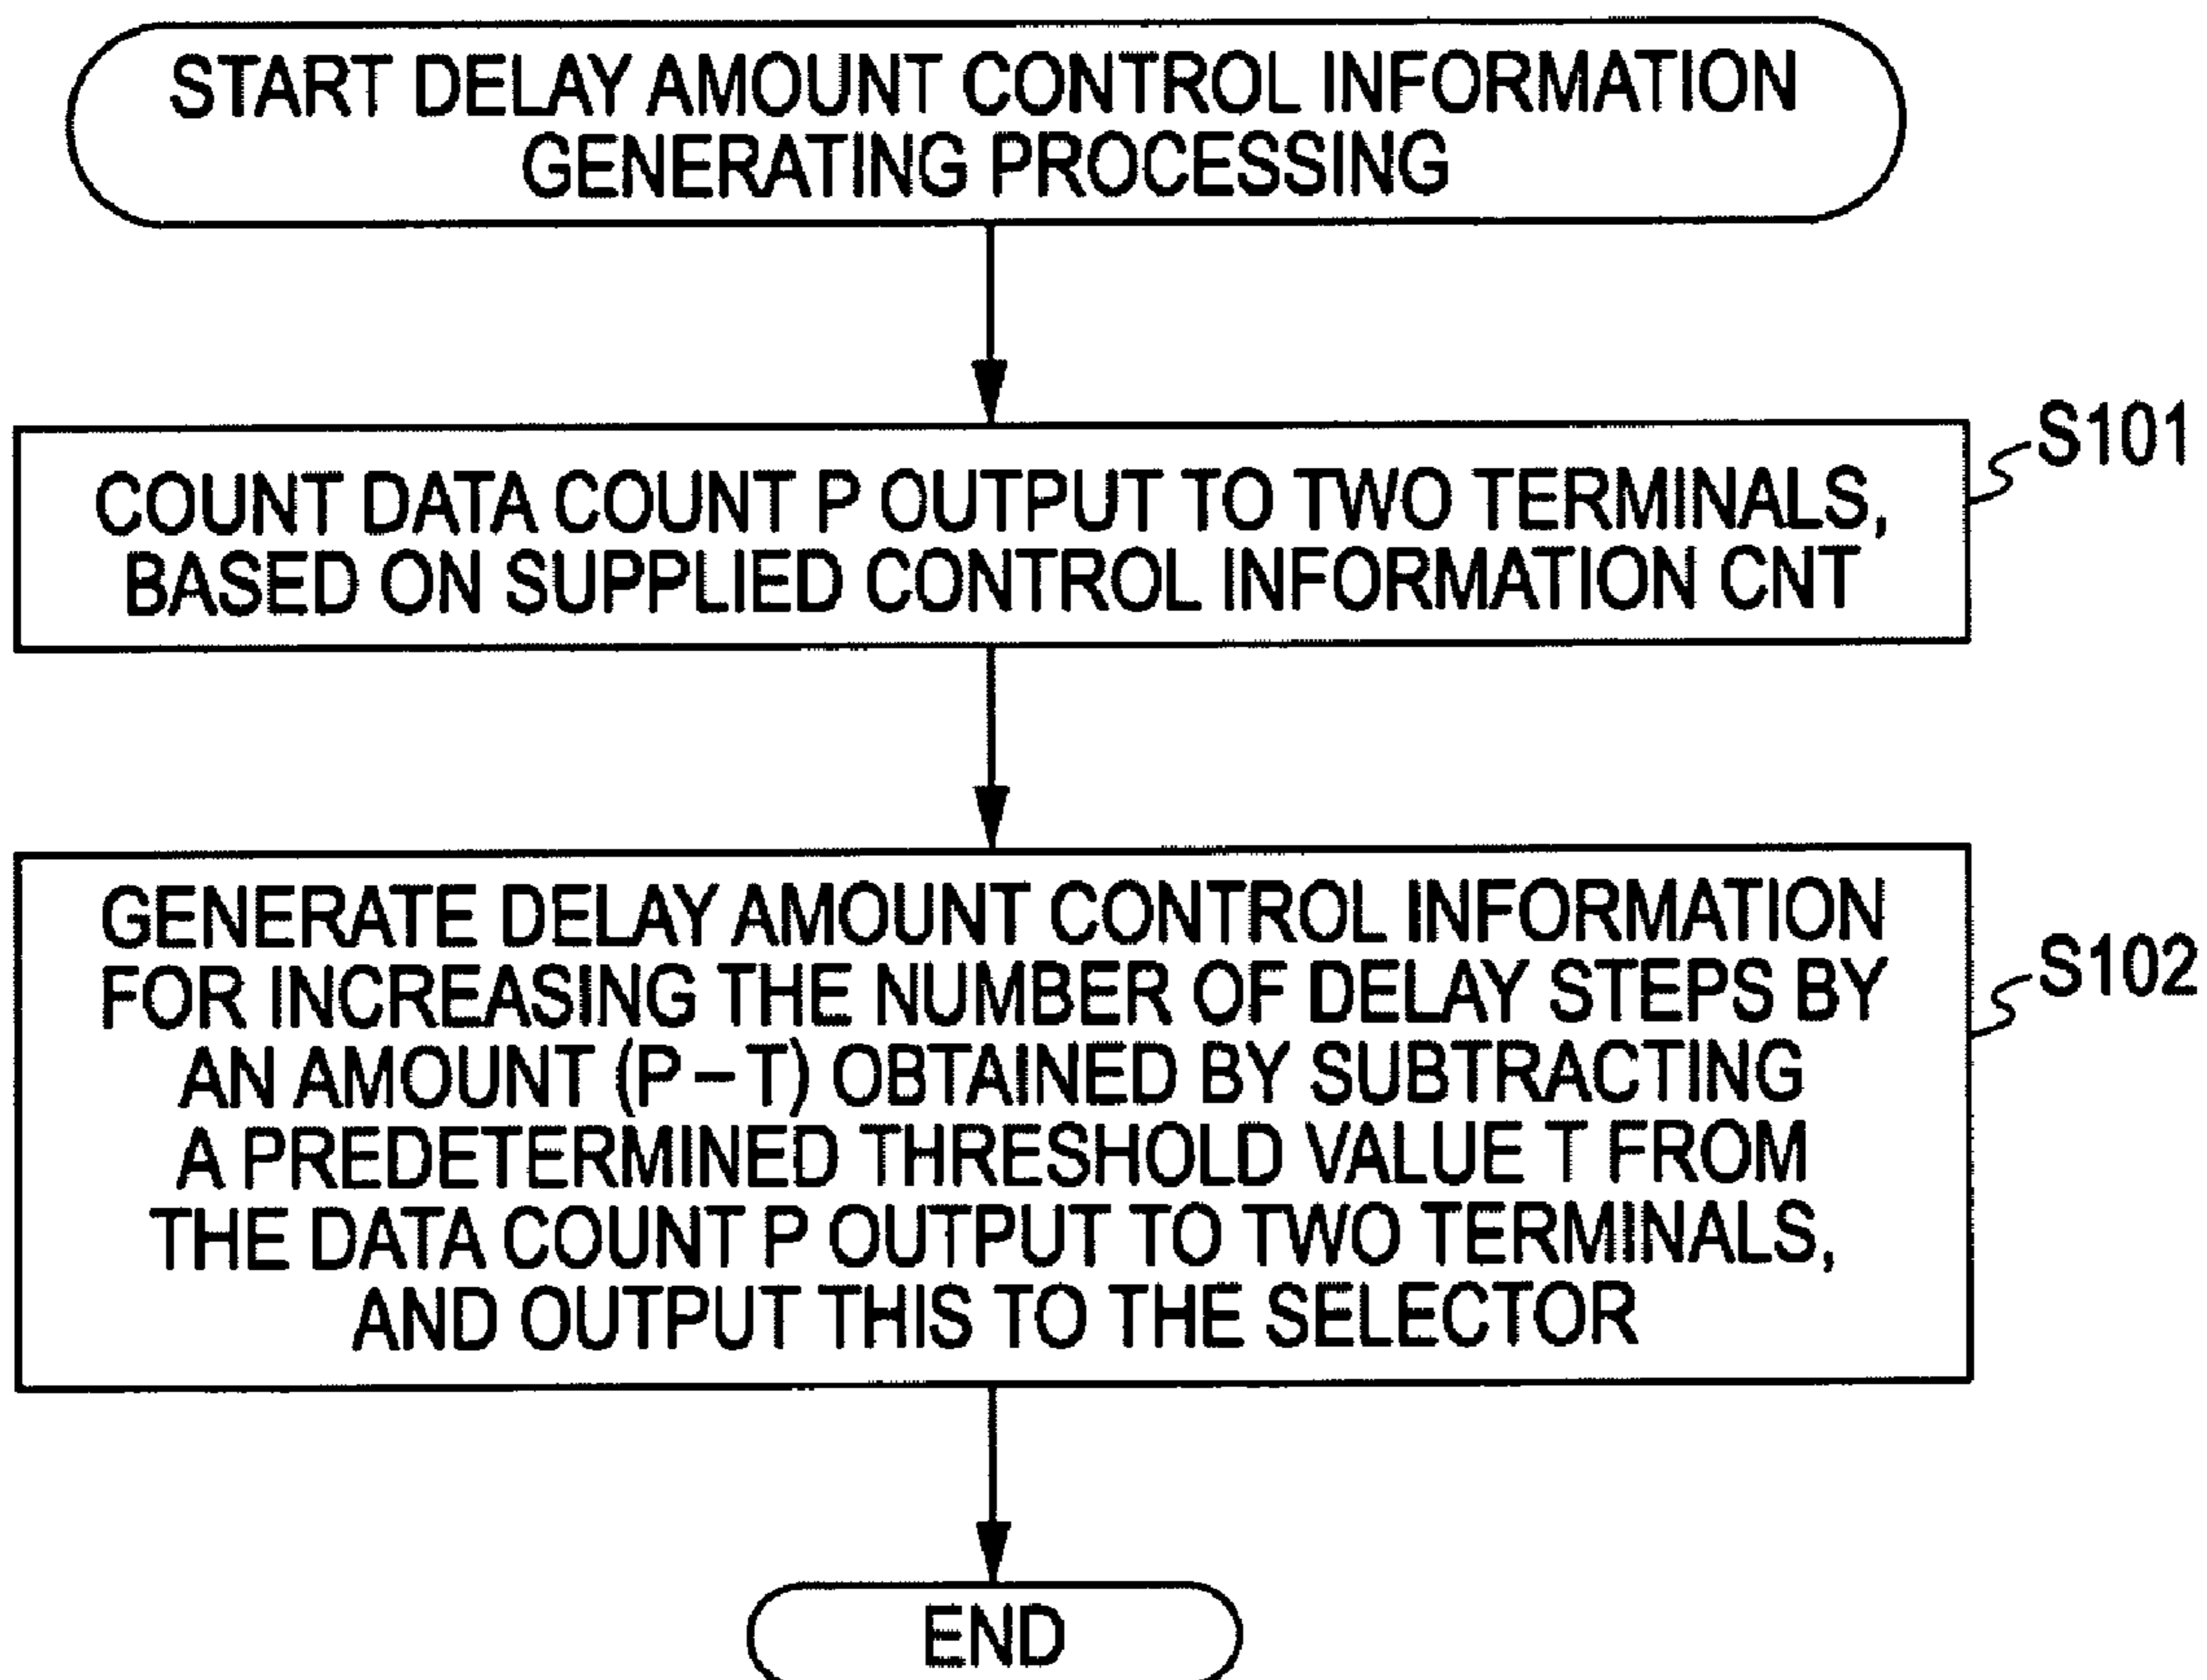 START DELAY AMOUNT CONTROL INFORMATION
GENERATING PROCESSING
S101
COUNT DATA COUNT P OUTPUT TO TWO TERMINALS,
BASED ON SUPPLIED CONTROL INFORMATION CNT
S102
GENERATE DELAY AMOUNT CONTROL INFORMATION
FOR INCREASING THE NUMBER OF DELAY STEPS BY
AN AMOUNT (P – T) OBTAINED BY SUBTRACTING
A PREDETERMINED THRESHOLD VALUE T FROM
THE DATA COUNT P OUTPUT TO TWO TERMINALS,
AND OUTPUT THIS TO THE SELECTOR
END